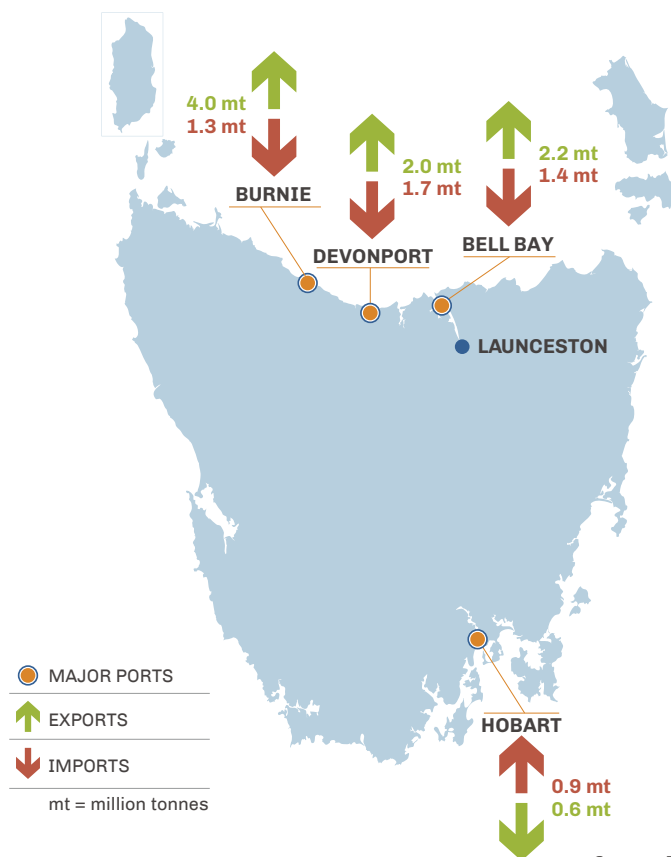 4.0 mt
1.3 mt
BURNIE
2.0 mt
1.7 mt
DEVONPORT
2.2 mt
1.4 mt
BELL BAY
LAUNCESTON
MAJOR PORTS
EXPORTS
IMPORTS
mt = million tonnes
HOBART
0.9 mt
0.6 mt